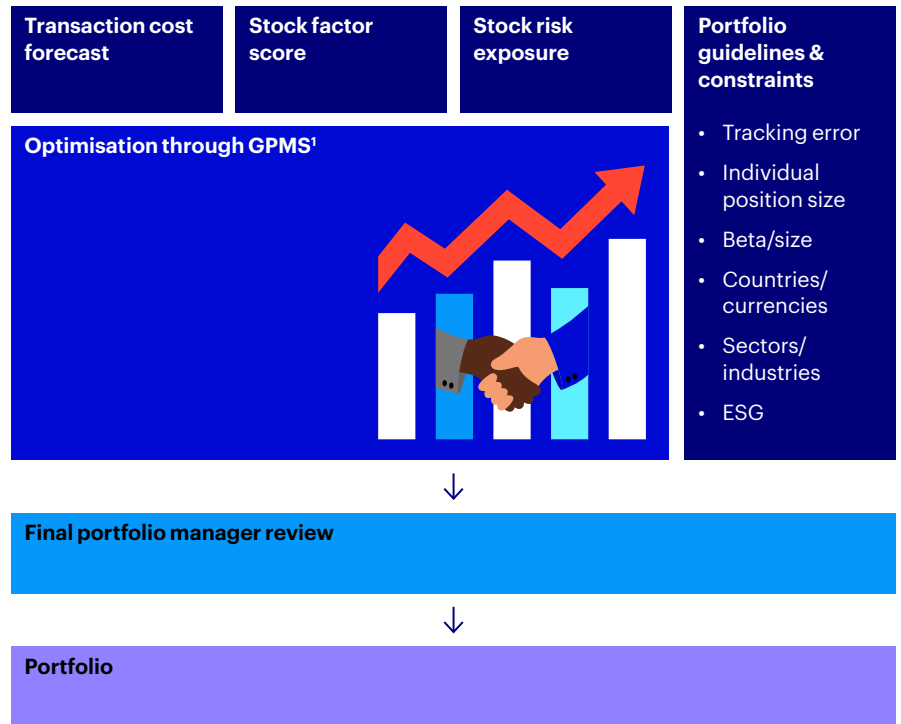 Transaction cost
forecast
Stock factor
score
Stock risk
exposure
Portfolio
guidelines &
constraints
• Tracking error
• Individual
position size
• Beta/size
• Countries/
currencies
• Sectors/
industries
• ESG
Optimisation through GPMS¹
Final portfolio manager review
Portfolio